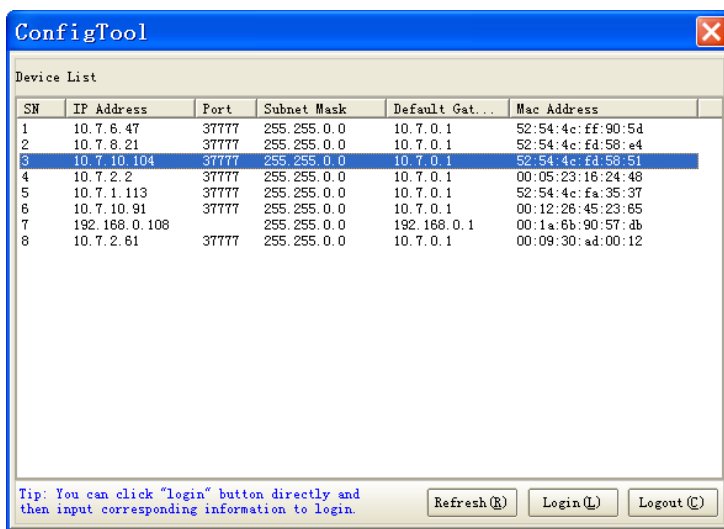 ConfigTool
Device List
SN IP Address Port Subnet Mask Default Gat... Mac Address
1 10.7.6.47 37777 255.255.0.0 10.7.0.1 52:54:4c:ff:90:5d
2 10.7.8.21 37777 255.255.0.0 10.7.0.1 52:54:4c:fd:58:e4
3 10.7.10.104 37777 255.255.0.0 10.7.0.1 52:54:4c:fd:58:51
4 10.7.2.2 37777 255.255.0.0 10.7.0.1 00:05:23:16:24:48
5 10.7.1.113 37777 255.255.0.0 10.7.0.1 52:54:4c:fa:35:37
6 10.7.10.91 37777 255.255.0.0 10.7.0.1 00:12:26:45:23:65
7 192.168.0.108 255.255.0.0 192.168.0.1 00:1a:6b:90:57:db
8 10.7.2.61 37777 255.255.0.0 10.7.0.1 00:09:30:ad:00:12
Tip: You can click "login" button directly and
then input corresponding information to login.
Refresh(R) Login(L) Logout(C)